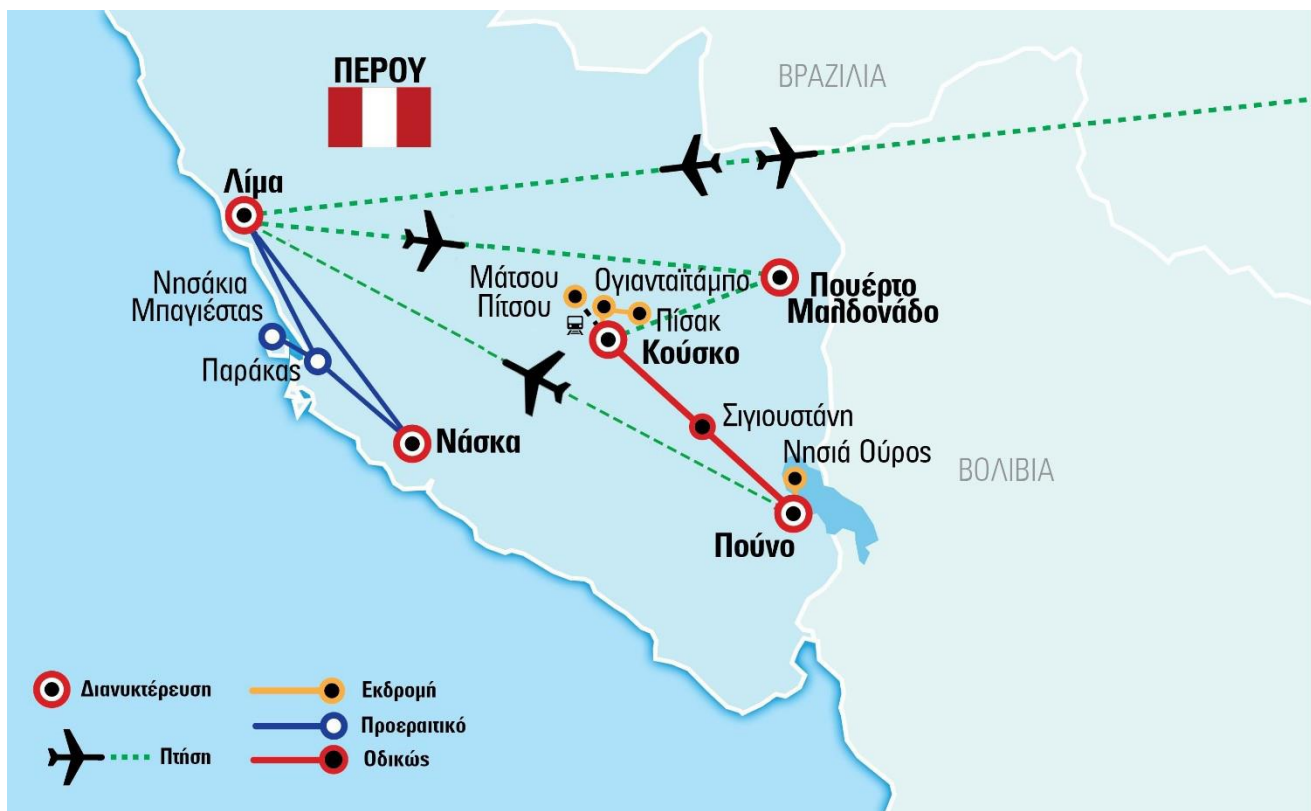 ΠΕΡΟΥ
ΒΡΑΖΙΛΙΑ
Λίμα
Νησάκια
Μπαγιέστας
Παράκας
Νάσκα
Μάτσου
Πίτσου
Ογιανταϊτάμπο
Πίσακ
Κούσκο
Πουέρτο
Μαλδονάδο
Σιγιουστάνη
Νησιά Ούρος
ΒΟΛΙΒΙΑ
Πούνο
Διανυκτέρευση
Πτήση
Εκδρομή
Προεραιτικό
Οδικώς